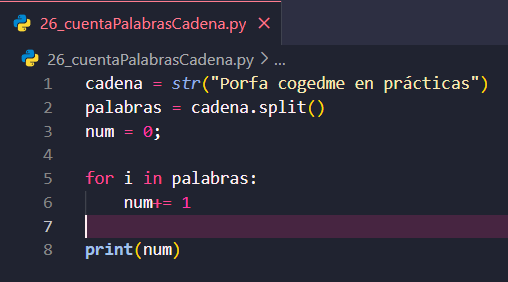 26_cuentaPalabrasCadena.py ×
26_cuentaPalabrasCadena.py > ...
1 cadena = str("Porfa cogedme en prácticas")
2 palabras = cadena.split()
3 num = 0;
4
5 for i in palabras:
6     num+= 1
7
8 print(num)